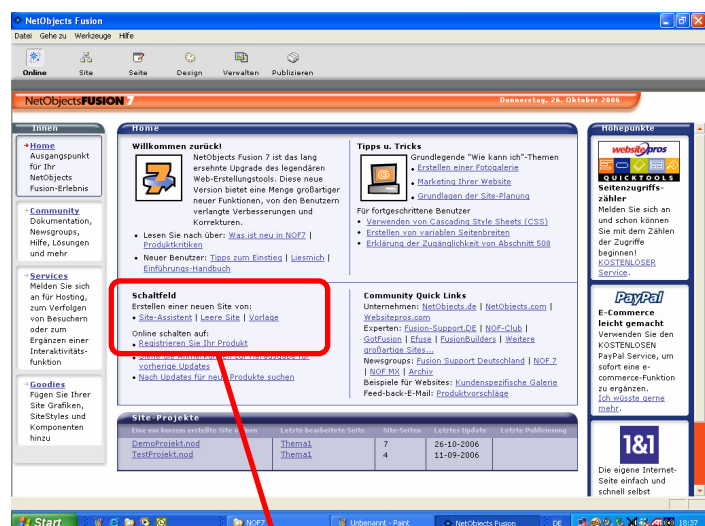 NetObjects Fusion
Datei Gehe zu Werkzeuge Hilfe
Online Site Seite Design Verwalten Publizieren
NetObjects FUSION 7
Donnerstag, 26. Oktober 2006
Innen
Home
Ausgangspunkt
für Ihr
NetObjects
Fusion-Erlebnis
Community
Dokumentation,
Newsgroups,
Hilfe, Lösungen
und mehr
Services
Melden Sie sich
an für Hosting,
zum Verfolgen
von Besuchern
oder zum
Ergänzen einer
Interaktivitäts-
funktion
Goodies
Fügen Sie Ihrer
Site Grafiken,
SiteStyles und
Komponenten
hinzu
Home
Willkommen zurück!
NetObjects Fusion 7 ist das lang
ersehnte Upgrade des legendären
Web-Erstellungstools. Diese neue
Version bietet eine Menge großartiger
neuer Funktionen, von den Benutzern
verlangte Verbesserungen und
Korrekturen.
• Lesen Sie nach über: Was ist neu in NOF7 |
Produktkritiken
• Neuer Benutzer: Tipps zum Einstieg | Liesmich |
Einführungs-Handbuch
Tipps u. Tricks
Grundlegende "Wie kann ich"-Themen
• Erstellen einer Fotogalerie
• Marketing Ihrer Website
• Grundlagen der Site-Planung
Für fortgeschrittene Benutzer
• Verwenden von Cascading Style Sheets (CSS)
• Erstellen von variablen Seitenbreiten
• Erklärung der Zugänglichkeit von Abschnitt 508
Schaltfeld
Erstellen einer neuen Site von:
• Site-Assistent | Leere Site | Vorlage
Online schalten auf:
• Registrieren Sie Ihr Produkt
vorherige Updates
• Nach Updates für neue Produkte suchen
Community Quick Links
Unternehmen: NetObjects.de | NetObjects.com |
Websitepros.com
Experten: Fusion-Support.DE | NOF-Club |
GotFusion | Efuse | FusionBuilders | Weitere
großartige Sites...
Newsgroups: Fusion Support Deutschland | NOF 7
| NOF MX | Archiv
Beispiele für Websites: Kundenspezifische Galerie
Feed-back-E-Mail: Produktvorschläge
Site-Projekte
Eine vor kurzem erstellte Site öffnen Letzte bearbeitete Seite Site-Seiten Letztes Update Letzte Publizierung
DemoProjekt.nod Thema1 7 26-10-2006
TestProjekt.nod Thema1 4 11-09-2006
Höhepunkte
website pros
QUICKTOOLS
Seitenzugriffs-
zähler
Melden Sie sich an
und schon können
Sie mit dem Zählen
der Zugriffe
beginnen!
KOSTENLOSER
Service.
PayPal
E-Commerce
leicht gemacht
Verwenden Sie den
KOSTENLOSEN
PayPal Service, um
sofort eine e-
commerce-Funktion
zu ergänzen.
Ich wüsste gerne
mehr.
1&1
Die eigene Internet-
Seite einfach und
schnell selbst
Start NOF7 Unbenannt - Paint NetObjects Fusion DE 18:37